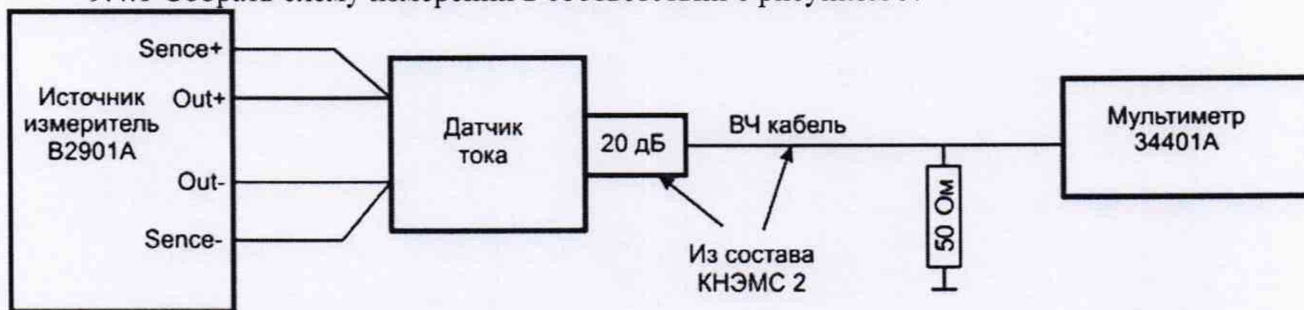 Sence+
Источник
измеритель
B2901A
Out+
Out-
Sence-
Датчик
тока
20 дБ
ВЧ кабель
Из состава
КНЭМС 2
50 Ом
Мультиметр
34401А